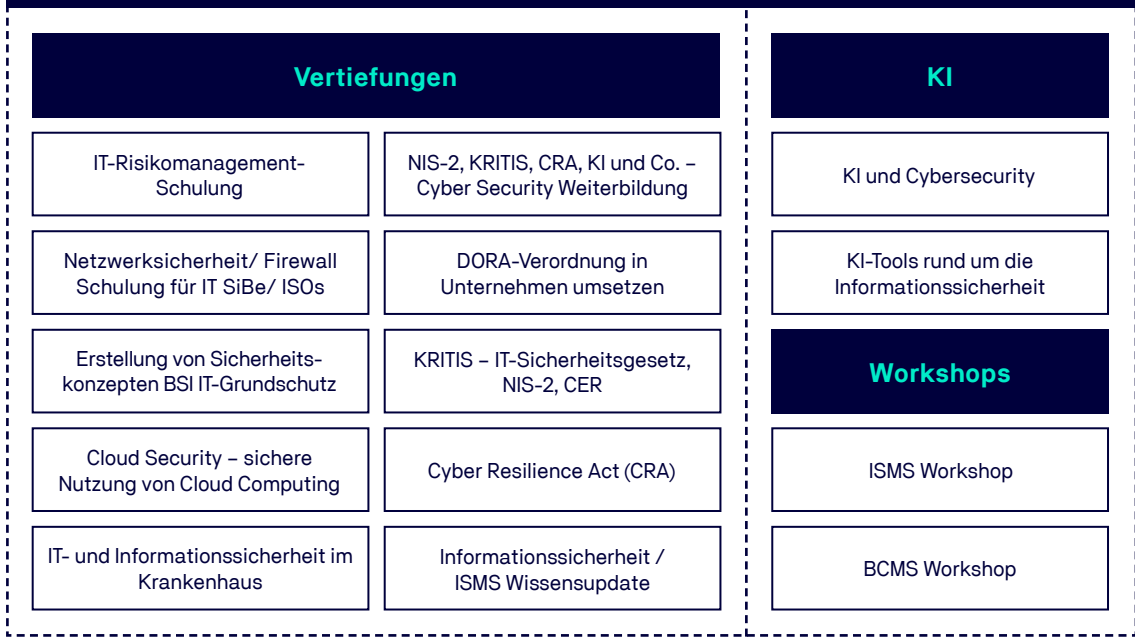 Vertiefungen
IT-Risikomanagement-
Schulung
NIS-2, KRITIS, CRA, KI und Co. –
Cyber Security Weiterbildung
Netzwerksicherheit/ Firewall
Schulung für IT SiBe/ ISOs
DORA-Verordnung in
Unternehmen umsetzen
Erstellung von Sicherheits-
konzepten BSI IT-Grundschutz
KRITIS – IT-Sicherheitsgesetz,
NIS-2, CER
Cloud Security – sichere
Nutzung von Cloud Computing
Cyber Resilience Act (CRA)
IT- und Informationssicherheit im
Krankenhaus
Informationssicherheit /
ISMS Wissensupdate
KI
KI und Cybersecurity
KI-Tools rund um die
Informationssicherheit
Workshops
ISMS Workshop
BCMS Workshop